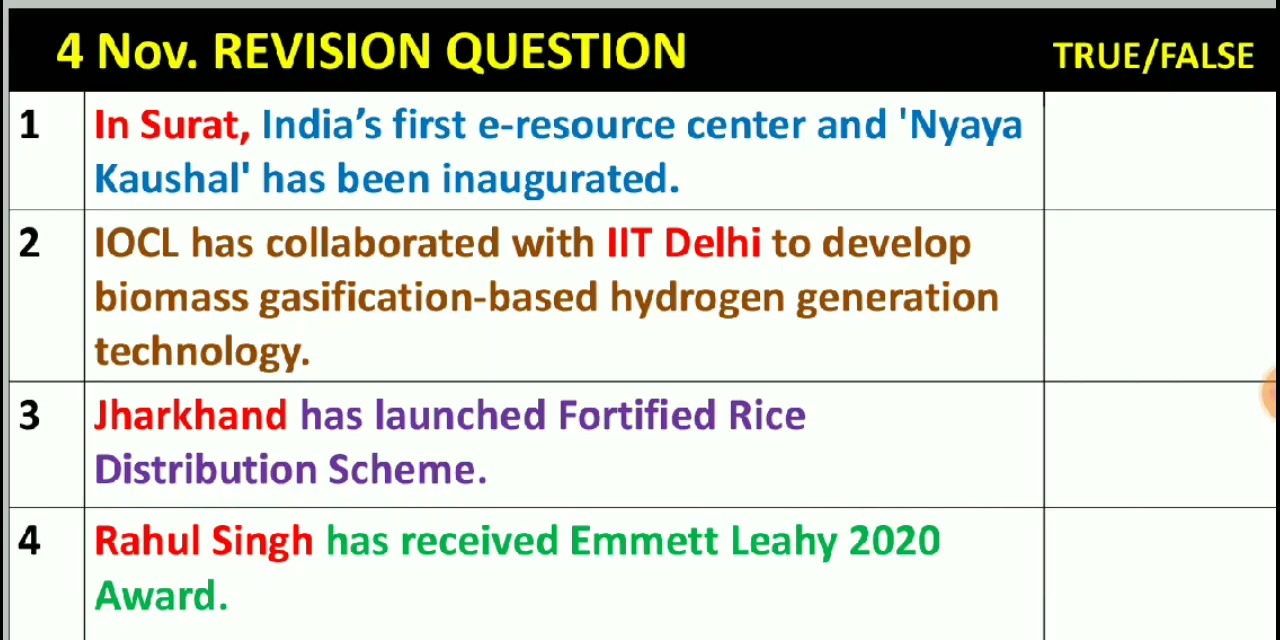 4 Nov. REVISION QUESTION TRUE/FALSE
1 In Surat, India’s first e-resource center and 'Nyaya
Kaushal' has been inaugurated.
2 IOCL has collaborated with IIT Delhi to develop
biomass gasification-based hydrogen generation
technology.
3 Jharkhand has launched Fortified Rice
Distribution Scheme.
4 Rahul Singh has received Emmett Leahy 2020
Award.